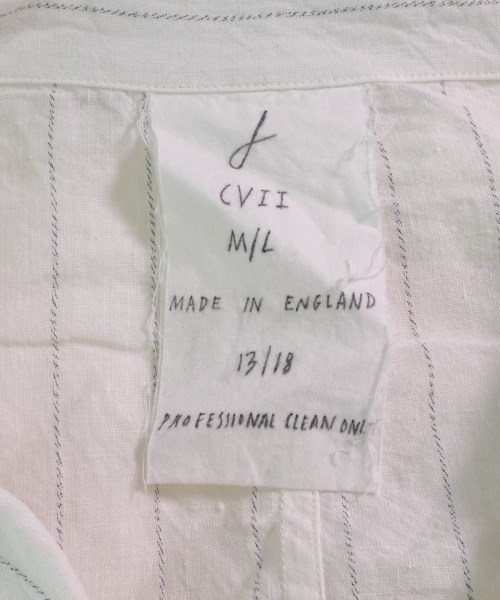 f
CVII
M/L
MADE IN ENGLAND
13/18
PROFESSIONAL CLEAN ONLY